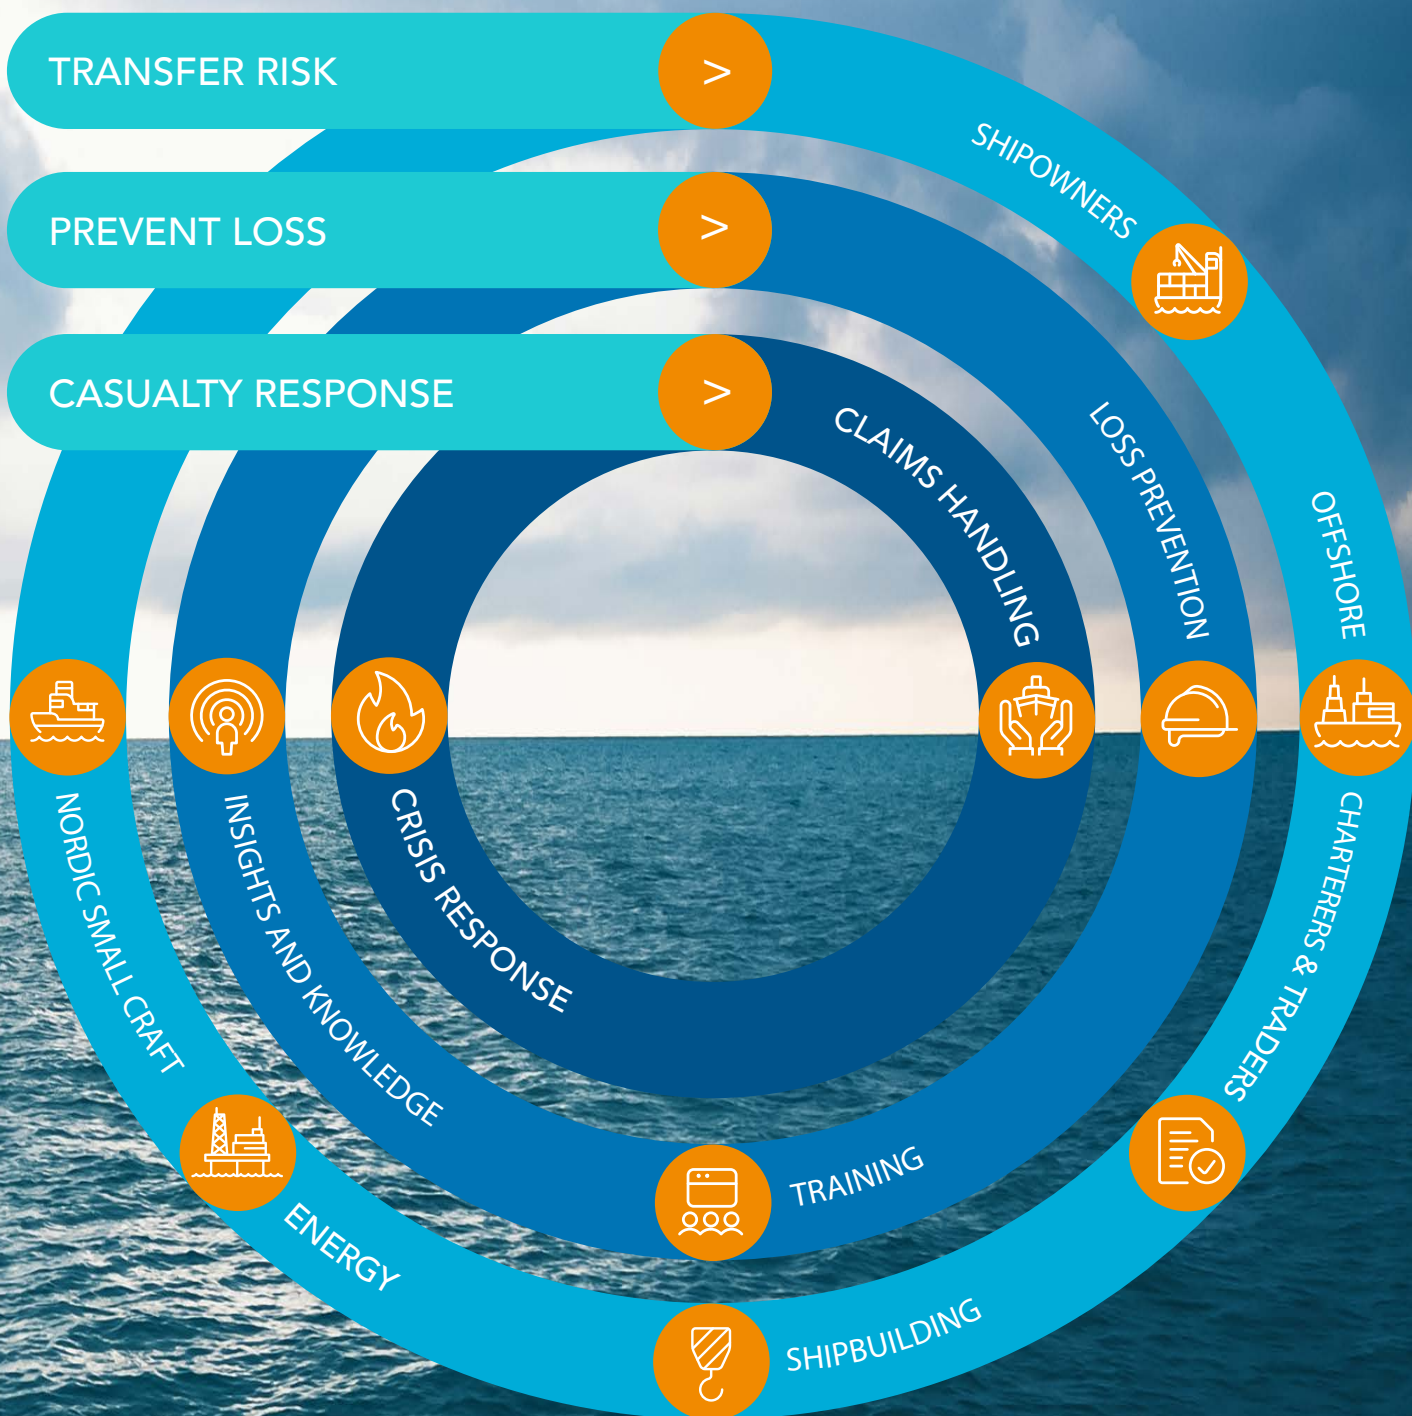 TRANSFER RISK
>
SHIPOWNERS
OFFSHORE
CHARTERERS & TRADERS
SHIPBUILDING
ENERGY
NORDIC SMALL CRAFT
PREVENT LOSS
>
LOSS PREVENTION
TRAINING
INSIGHTS AND KNOWLEDGE
CASUALTY RESPONSE
>
CLAIMS HANDLING
CRISIS RESPONSE